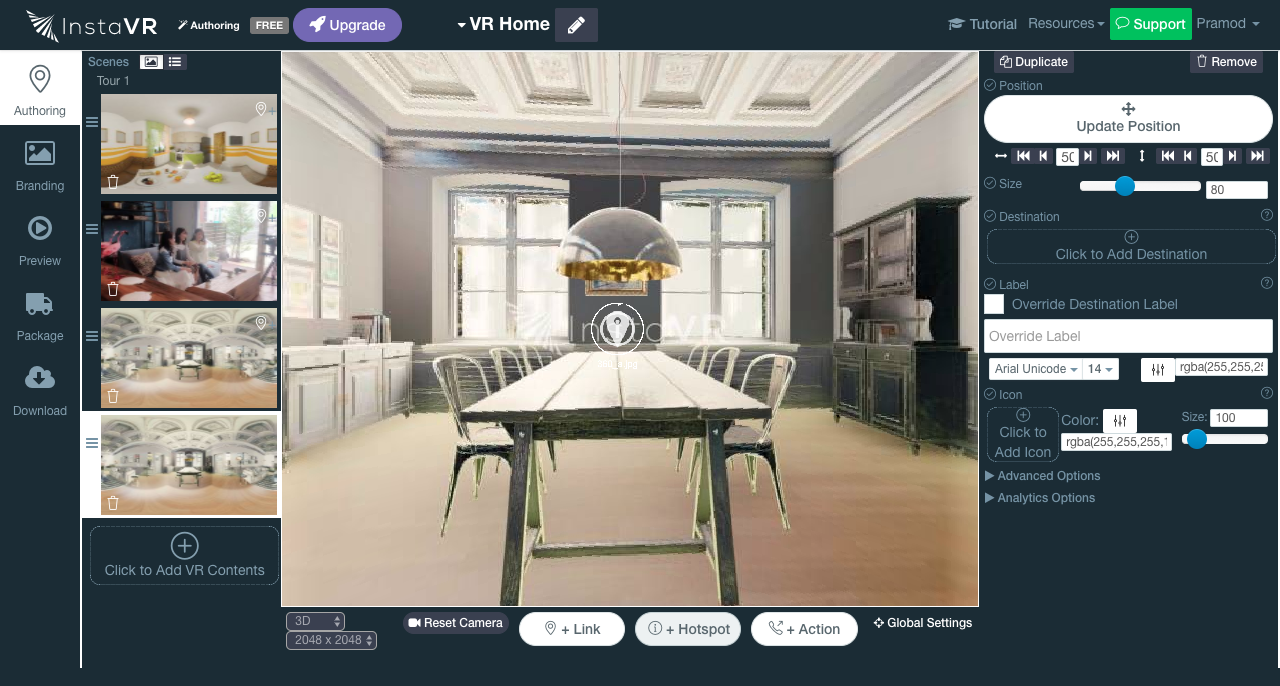 InstaVR
Authoring
FREE
Upgrade
VR Home
Tutorial
Resources
Support
Pramod
Authoring
Branding
Preview
Package
Download
Scenes
Tour 1
Click to Add VR Contents
InstaVR
3D
2048 x 2048
Reset Camera
+ Link
+ Hotspot
+ Action
Global Settings
Duplicate
Remove
Position
Update Position
50
50
Size
80
Destination
Click to Add Destination
Label
Override Destination Label
Override Label
Arial Unicode
14
rgba(255,255,25
Icon
Click to
Add Icon
Color:
rgba(255,255,255,1
Size:
100
Advanced Options
Analytics Options